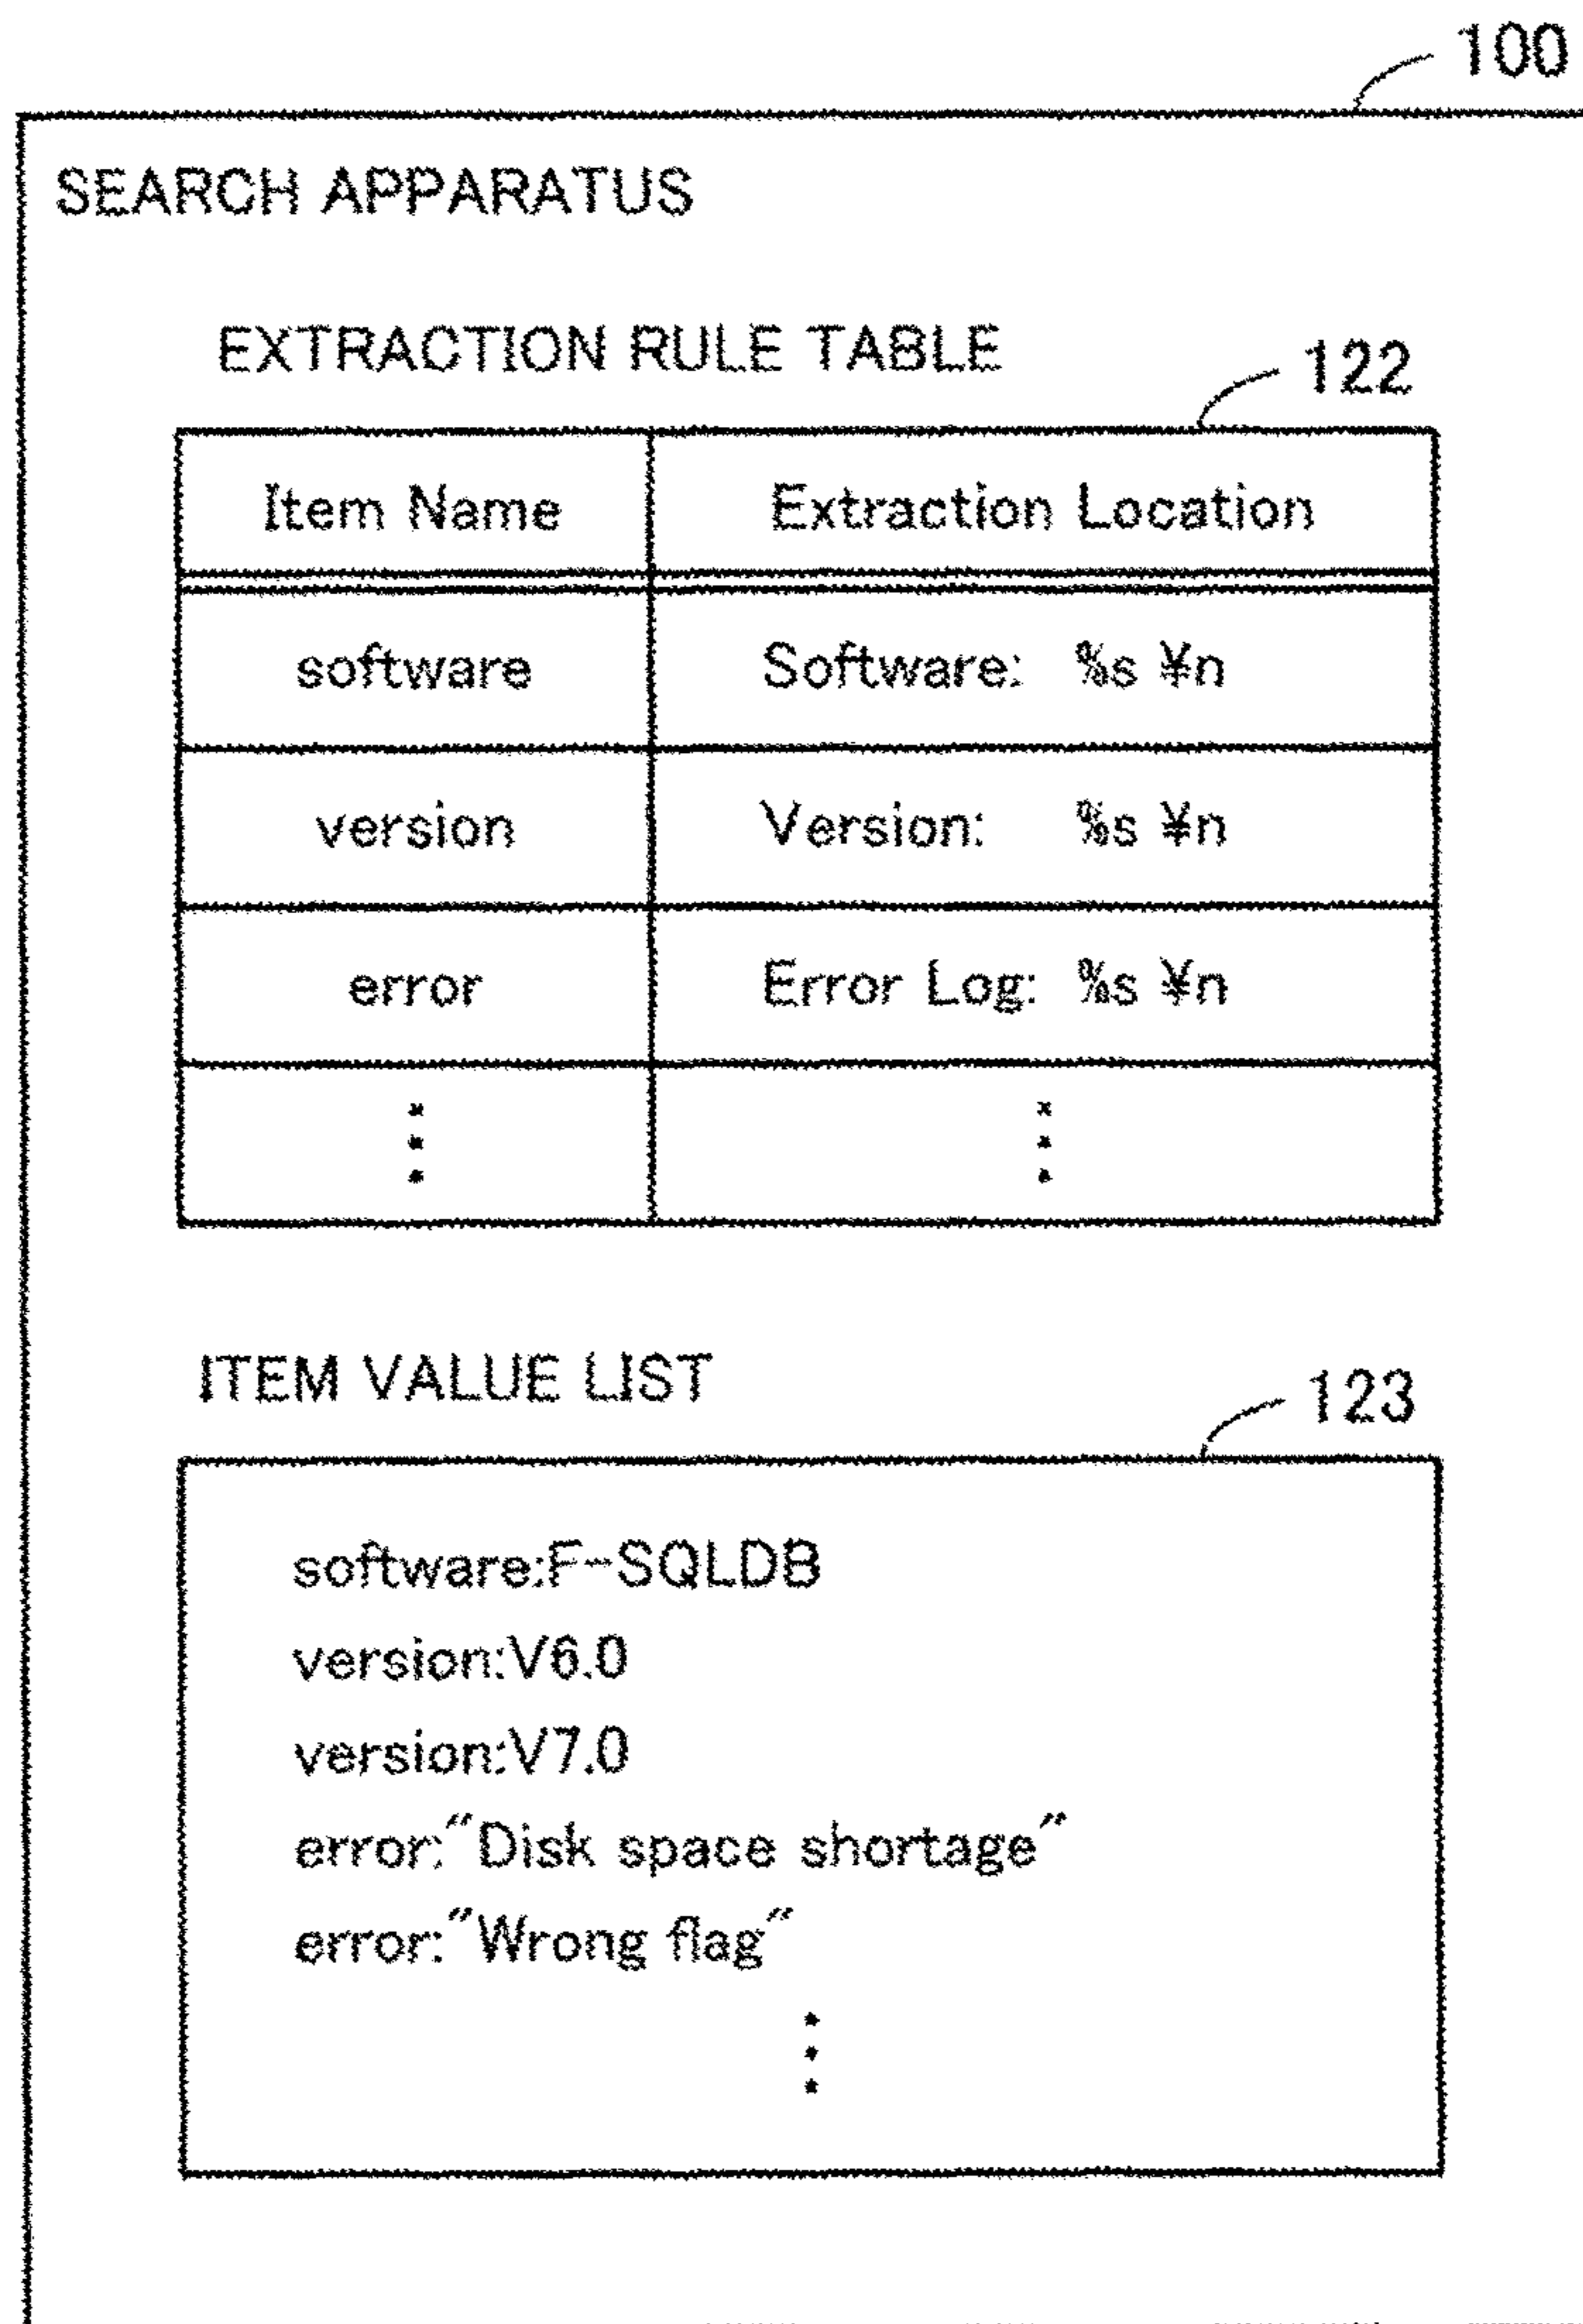 100
SEARCH APPARATUS
EXTRACTION RULE TABLE
122
Item Name Extraction Location
software Software: %s ¥n
version Version: %s ¥n
error Error Log: %s ¥n
ITEM VALUE LIST
123
software:F-SQLDB
version:V6.0
version:V7.0
error:"Disk space shortage"
error:"Wrong flag"